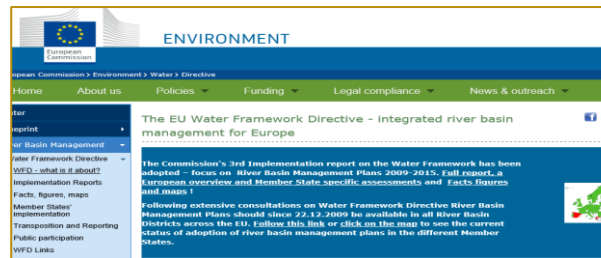 European
Commission
ENVIRONMENT
opean Commission > Environment > Water > Directive
Home About us Policies Funding Legal compliance News & outreach
ter
eprint
er Basin Management
Water Framework Directive
WFD - what is it about?
Implementation Reports
Facts, figures, maps
Member States'
implementation
Transposition and Reporting
Public participation
WFD Links
The EU Water Framework Directive - integrated river basin
management for Europe
The Commission's 3rd Implementation report on the Water Framework has been
adopted – focus on River Basin Management Plans 2009-2015. Full report, a
European overview and Member State specific assessments and Facts figures
and maps !
Following extensive consultations on Water Framework Directive River Basin
Management Plans should since 22.12.2009 be available in all River Basin
Districts across the EU. Follow this link or click on the map to see the current
status of adoption of river basin management plans in the different Member
States.